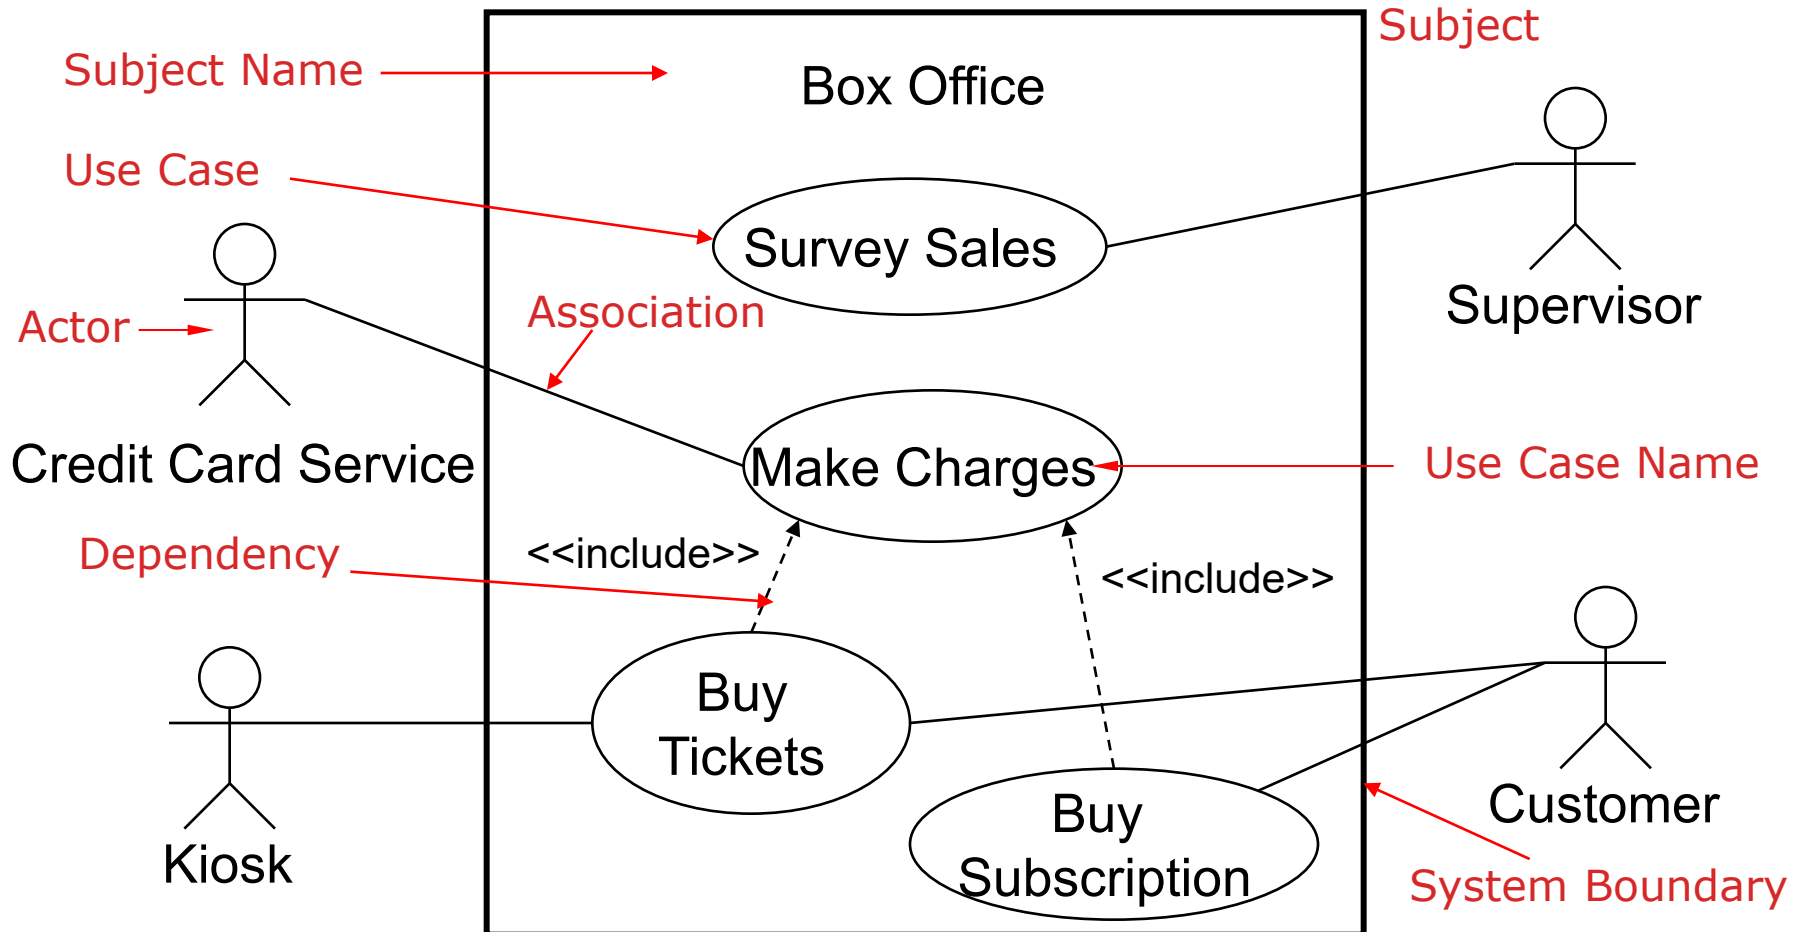 Subject
Subject Name
Box Office
Use Case
Survey Sales
Supervisor
Association
Actor
Credit Card Service
Make Charges
Use Case Name
Dependency
<<include>>
<<include>>
Buy
Tickets
Kiosk
Buy
Subscription
Customer
System Boundary